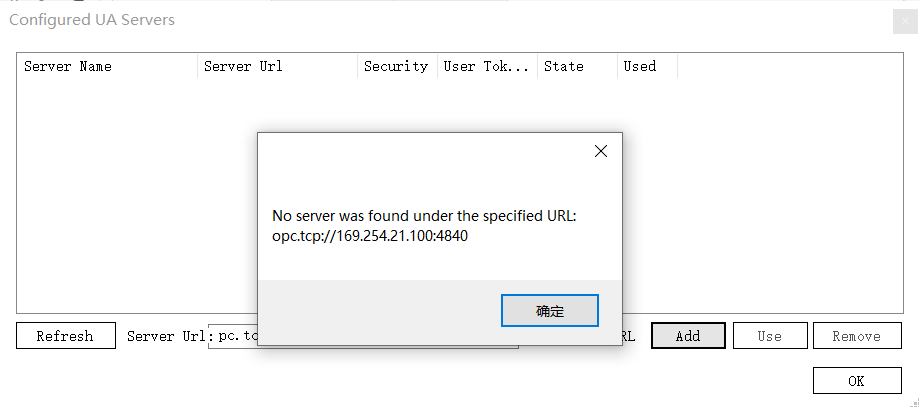 Configured UA Servers
Server Name Server Url Security User Tok... State Used
No server was found under the specified URL:
opc.tcp://169.254.21.100:4840
确定
Refresh Server Url: pc.tc RL Add Use Remove
OK